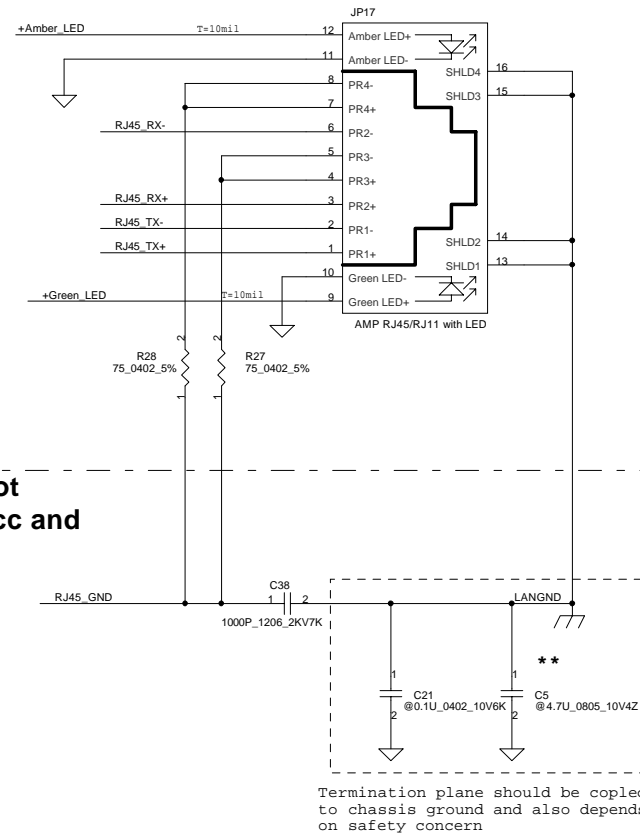 JP17
+Amber_LED
T=10mil
12
Amber LED+
11
Amber LED-
SHLD4
16
8
PR4-
SHLD3
15
7
PR4+
RJ45_RX-
6
PR2-
5
PR3-
4
PR3+
RJ45_RX+
3
PR2+
RJ45_TX-
2
PR1-
SHLD2
14
RJ45_TX+
1
PR1+
SHLD1
13
10
Green LED-
+Green_LED
T=10mil
9
Green LED+
AMP RJ45/RJ11 with LED
2
2
R28
75_0402_5%
R27
75_0402_5%
1
1
ot
cc and
RJ45_GND
C38
1
2
1000P_1206_2KV7K
LANGND
**
1
1
C21
@0.1U_0402_10V6K
C5
@4.7U_0805_10V4Z
2
2
Termination plane should be copled
to chassis ground and also depends
on safety concern